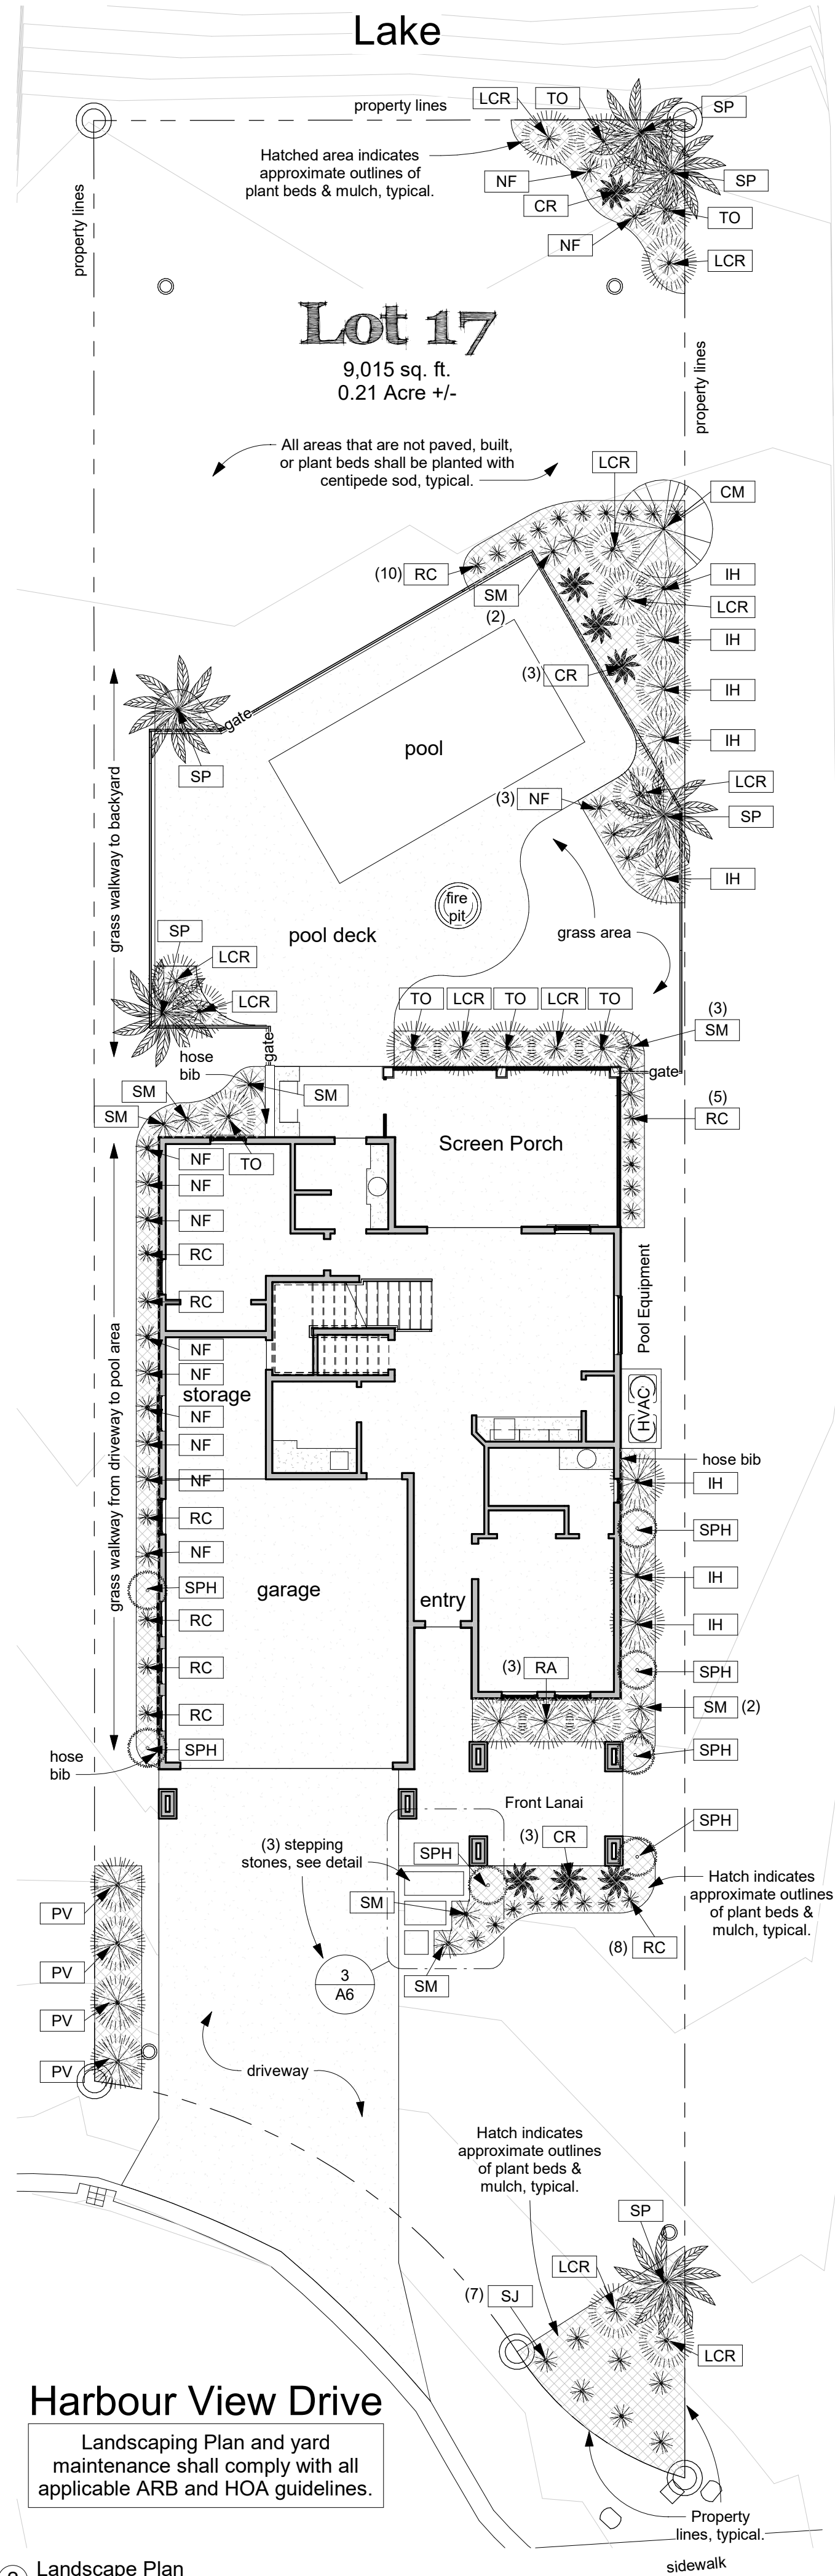 Lake
property lines
LCR
TO
SP
Hatched area indicates
approximate outlines of
plant beds & mulch, typical.
NF
SP
CR
TO
NF
LCR
property lines
Lot 17
9,015 sq. ft.
0.21 Acre +/-
property lines
All areas that are not paved, built,
or plant beds shall be planted with
centipede sod, typical.
LCR
CM
(10) RC
IH
SM
(2)
LCR
IH
(3) CR
IH
gate
IH
pool
SP
LCR
(3) NF
SP
grass walkway to backyard
IH
fire
pit
SP
pool deck
grass area
LCR
LCR
TO
LCR
TO
LCR
TO
(3)
SM
gate
hose
bib
gate
SM
SM
SM
(5)
RC
Screen Porch
NF
TO
NF
NF
RC
Pool Equipment
RC
NF
NF
storage
HVAC
NF
NF
hose bib
NF
IH
RC
SPH
grass walkway from driveway to pool area
NF
IH
SPH
garage
entry
RC
IH
RC
(3) RA
SPH
RC
SM (2)
SPH
SPH
hose
bib
Front Lanai
SPH
(3) CR
(3) stepping
stones, see detail
SPH
Hatch indicates
approximate outlines
of plant beds &
mulch, typical.
SM
PV
(8) RC
PV
3
A6
SM
PV
PV
driveway
Hatch indicates
approximate outlines
of plant beds &
mulch, typical.
SP
LCR
(7) SJ
LCR
Harbour View Drive
Landscaping Plan and yard
maintenance shall comply with all
applicable ARB and HOA guidelines.
Property
lines, typical.
sidewalk
Landscape Plan